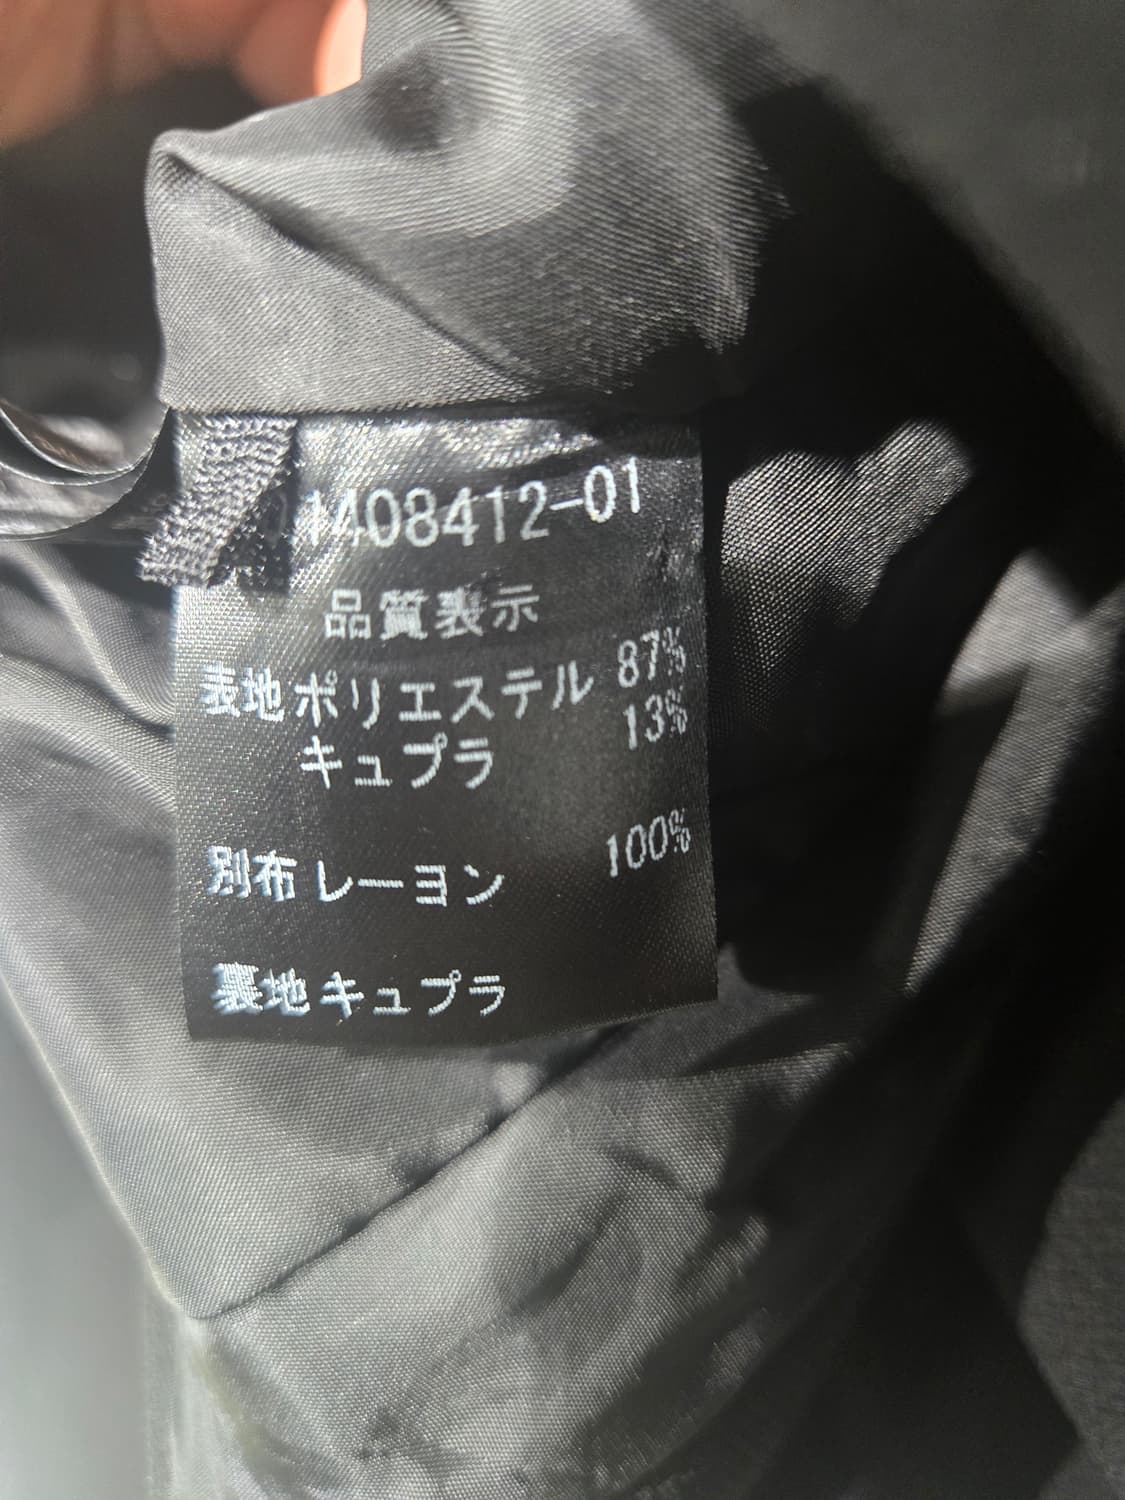 408412-01
品質表示
表地 ポリエステル 87%
キュプラ 13%
別布 レーヨン 100%
裏地 キュプラ